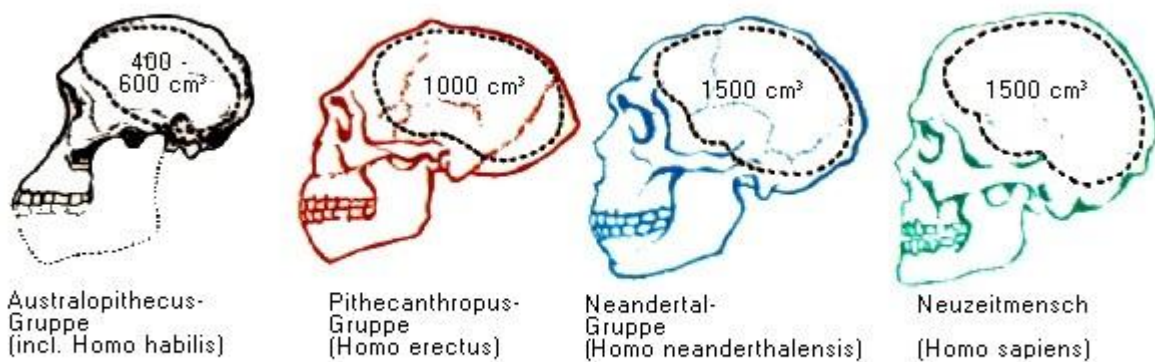 400 -
600 cm³
1000 cm³
1500 cm³
1500 cm³
Australopithecus-
Gruppe
(incl. Homo habilis)
Pithecanthropus-
Gruppe
(Homo erectus)
Neandertal-
Gruppe
(Homo neanderthalensis)
Neuzeitmensch
(Homo sapiens)